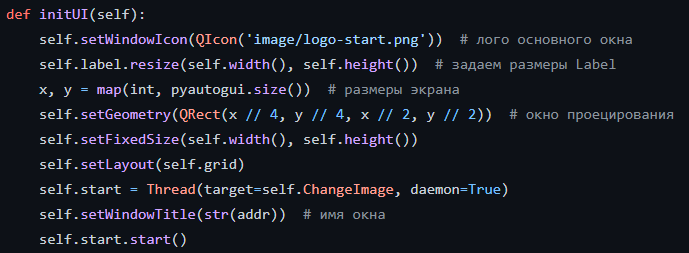 def initUI(self):
    self.setWindowIcon(QIcon('image/logo-start.png'))  # лого основного окна
    self.label.resize(self.width(), self.height())  # задаем размеры Label
    x, y = map(int, pyautogui.size())  # размеры экрана
    self.setGeometry(QRect(x // 4, y // 4, x // 2, y // 2))  # окно проецирования
    self.setFixedSize(self.width(), self.height())
    self.setLayout(self.grid)
    self.start = Thread(target=self.ChangeImage, daemon=True)
    self.setWindowTitle(str(addr))  # имя окна
    self.start.start()